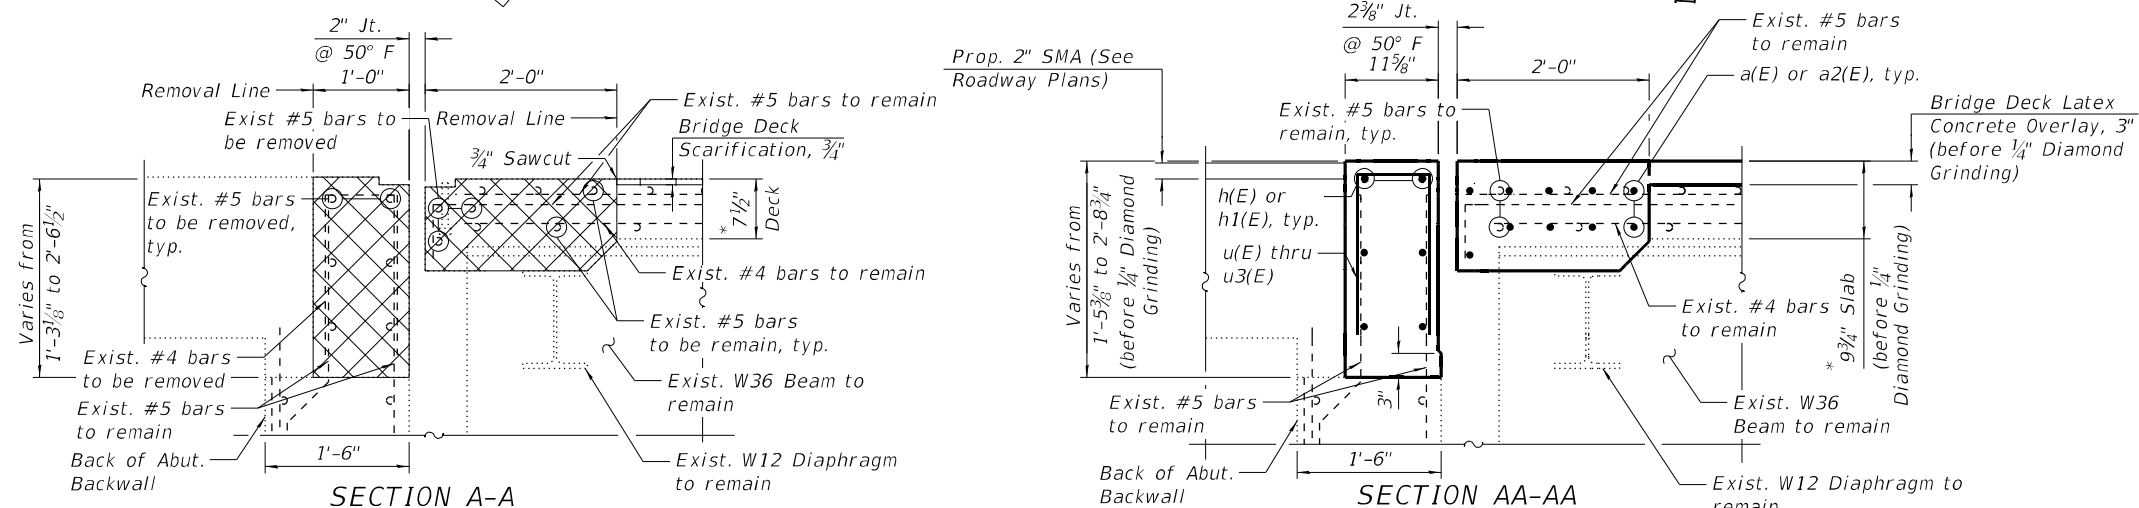 2" Jt.
@ 50° F
1'-0"
2'-0"
Removal Line
Exist #5 bars to
be removed
Removal Line
Exist. #5 bars to remain
Bridge Deck
Scarification, ¾"
¾" Sawcut
Exist. #5 bars
to be removed,
typ.
Varies from
1'-3⅛" to 2'-6½"
* 7½"
Deck
Exist. #4 bars to remain
Exist. #5 bars
to be remain, typ.
Exist. #4 bars
to be removed
Exist. W36 Beam to
remain
Exist. #5 bars
to remain
Back of Abut.
Backwall
1'-6"
Exist. W12 Diaphragm
to remain
SECTION A-A
2⅜" Jt.
@ 50° F
11⅝"
2'-0"
Prop. 2" SMA (See
Roadway Plans)
Exist. #5 bars
to remain
a(E) or a2(E), typ.
Exist. #5 bars to
remain, typ.
Bridge Deck Latex
Concrete Overlay, 3"
(before ¼" Diamond
Grinding)
h(E) or
h1(E), typ.
u(E) thru
u3(E)
Varies from
1'-5⅜" to 2'-8¾"
(before ¼" Diamond
Grinding)
Exist. #4 bars
to remain
* 9¾" Slab
(before ¼"
Diamond Grinding)
3"
Exist. #5 bars
to remain
Exist. W36
Beam to remain
Back of Abut.
Backwall
1'-6"
Exist. W12 Diaphragm to
remain
SECTION AA-AA